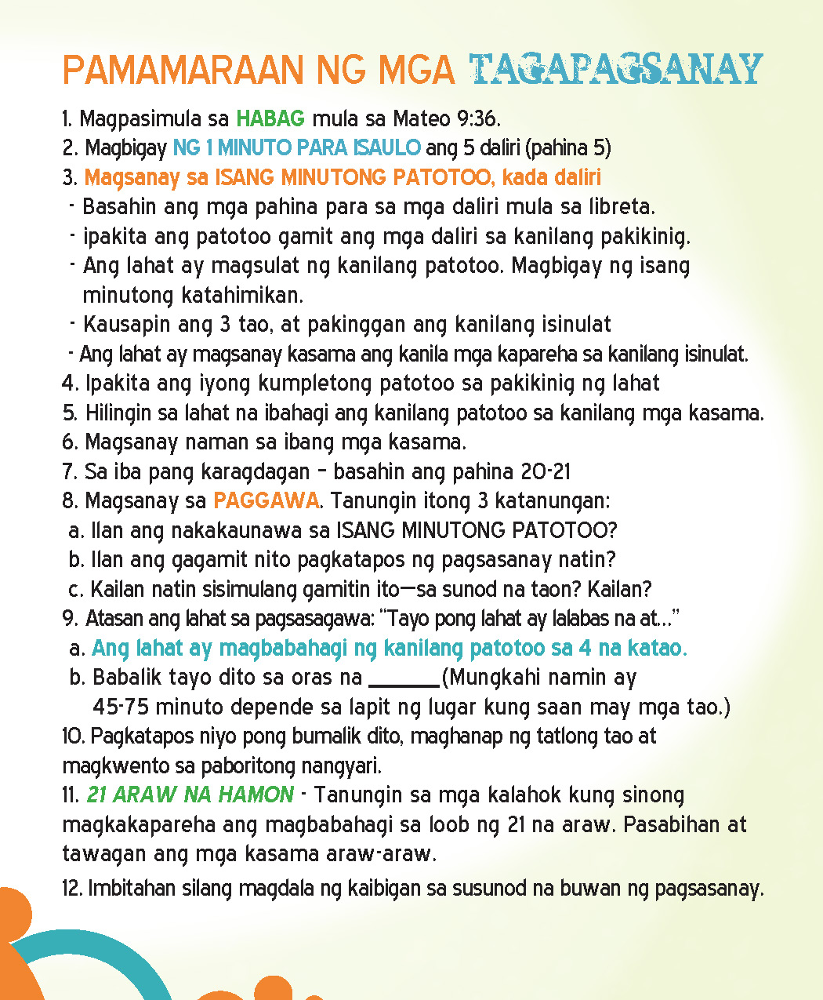 PAMAMARAAN NG MGA TAGAPAGSANAY
1. Magpasimula sa HABAG mula sa Mateo 9:36.
2. Magbigay NG 1 MINUTO PARA ISAULO ang 5 daliri (pahina 5)
3. Magsanay sa ISANG MINUTONG PATOTOO, kada daliri
- Basahin ang mga pahina para sa mga daliri mula sa libreta.
- ipakita ang patotoo gamit ang mga daliri sa kanilang pakikinig.
- Ang lahat ay magsulat ng kanilang patotoo. Magbigay ng isang
minutong katahimikan.
- Kausapin ang 3 tao, at pakinggan ang kanilang isinulat
- Ang lahat ay magsanay kasama ang kanila mga kapareha sa kanilang isinulat.
4. Ipakita ang iyong kumpletong patotoo sa pakikinig ng lahat
5. Hilingin sa lahat na ibahagi ang kanilang patotoo sa kanilang mga kasama.
6. Magsanay naman sa ibang mga kasama.
7. Sa iba pang karagdagan – basahin ang pahina 20-21
8. Magsanay sa PAGGAWA. Tanungin itong 3 katanungan:
a. Ilan ang nakakaunawa sa ISANG MINUTONG PATOTOO?
b. Ilan ang gagamit nito pagkatapos ng pagsasanay natin?
c. Kailan natin sisimulang gamitin ito—sa sunod na taon? Kailan?
9. Atasan ang lahat sa pagsasagawa: “Tayo pong lahat ay lalabas na at...”
a. Ang lahat ay magbabahagi ng kanilang patotoo sa 4 na katao.
b. Babalik tayo dito sa oras na ______(Mungkahi namin ay
45-75 minuto depende sa lapit ng lugar kung saan may mga tao.)
10. Pagkatapos niyo pong bumalik dito, maghanap ng tatlong tao at
magkwento sa paboritong nangyari.
11. 21 ARAW NA HAMON - Tanungin sa mga kalahok kung sinong
magkakapareha ang magbabahagi sa loob ng 21 na araw. Pasabihan at
tawagan ang mga kasama araw-araw.
12. Imbitahan silang magdala ng kaibigan sa susunod na buwan ng pagsasanay.